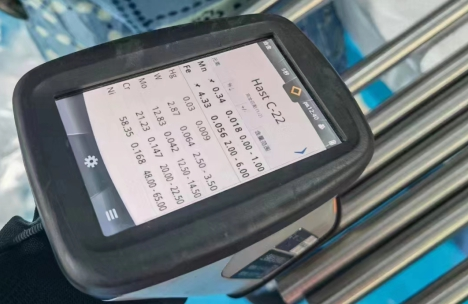 Hast C-22
Mn 0.34 0.018 0.00 - 1.00
Fe 4.33 0.056 2.00 - 6.00
Hg 0.03 0.009
W 2.87 0.064 2.50 - 3.50
Mo 12.83 0.042 12.50 - 14.50
Cr 21.23 0.147 20.00 - 22.50
Ni 58.35 0.168 48.00 - 65.00